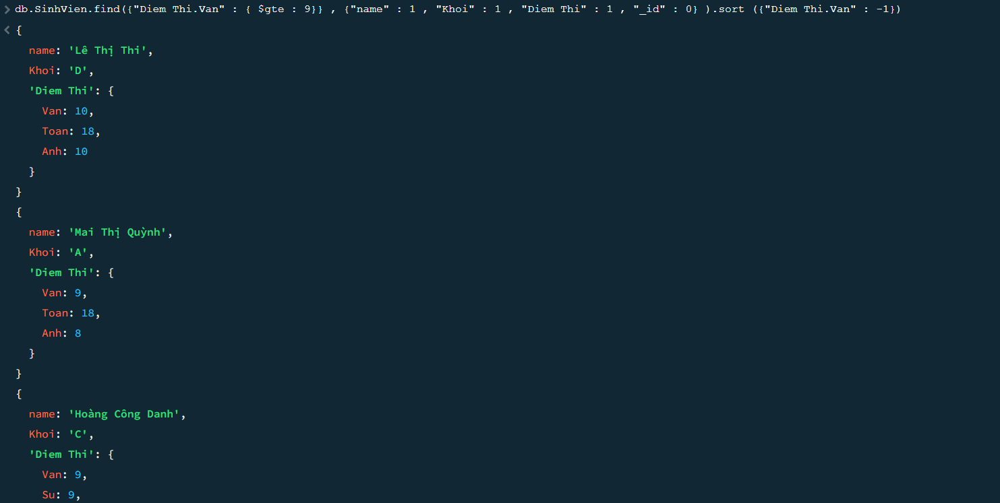 db.SinhVien.find({"Diem Thi.Van" : { $gte : 9}} , {"name" : 1 , "Khoi" : 1 , "Diem Thi" : 1 , "_id" : 0} ).sort ({"Diem Thi.Van" : -1})
{
name: 'Lê Thị Thi',
Khoi: 'D',
'Diem Thi': {
Van: 10,
Toan: 18,
Anh: 10
}
}
{
name: 'Mai Thị Quỳnh',
Khoi: 'A',
'Diem Thi': {
Van: 9,
Toan: 18,
Anh: 8
}
}
{
name: 'Hoàng Công Danh',
Khoi: 'C',
'Diem Thi': {
Van: 9,
Su: 9,